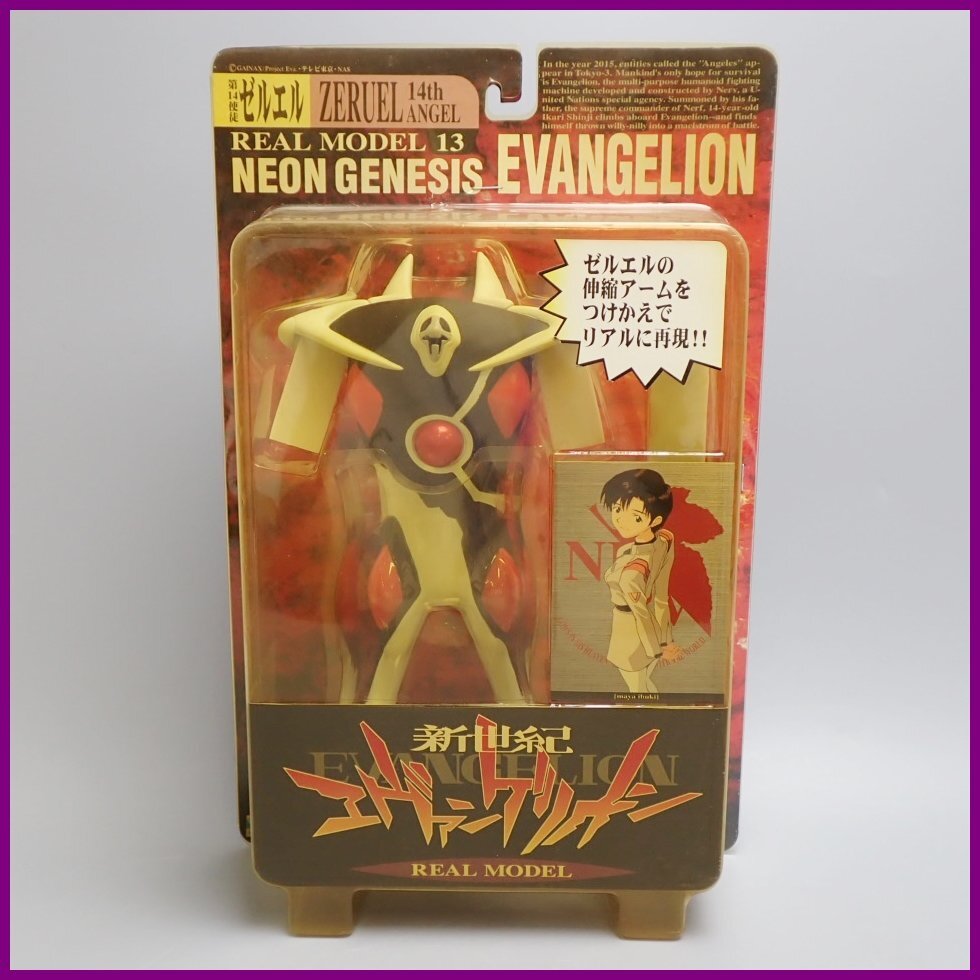 ©GAINAX/Project Eva.・テレビ東京・NAS
第14使徒
ゼルエル
ZERUEL
14th
ANGEL
REAL MODEL 13
NEON GENESIS EVANGELION
In the year 2015, entities called the "Angeles" ap-
pear in Tokyo-3. Mankind's only hope for survival
is Evangelion, the multi-purpose humanoid fighting
machine developed and constructed by Nerv, a U-
nited Nations special agency. Summoned by his fa-
ther, the supreme commander of Nerf, 14-year-old
Ikari Shinji climbs aboard Evangelion—and finds
himself thrown willy-nilly into a maelstrom of battle.
ゼルエルの
伸縮アームを
つけかえで
リアルに再現!!
[maya ibuki]
新世紀
EVANGELION
エヴァンゲリオン
REAL MODEL